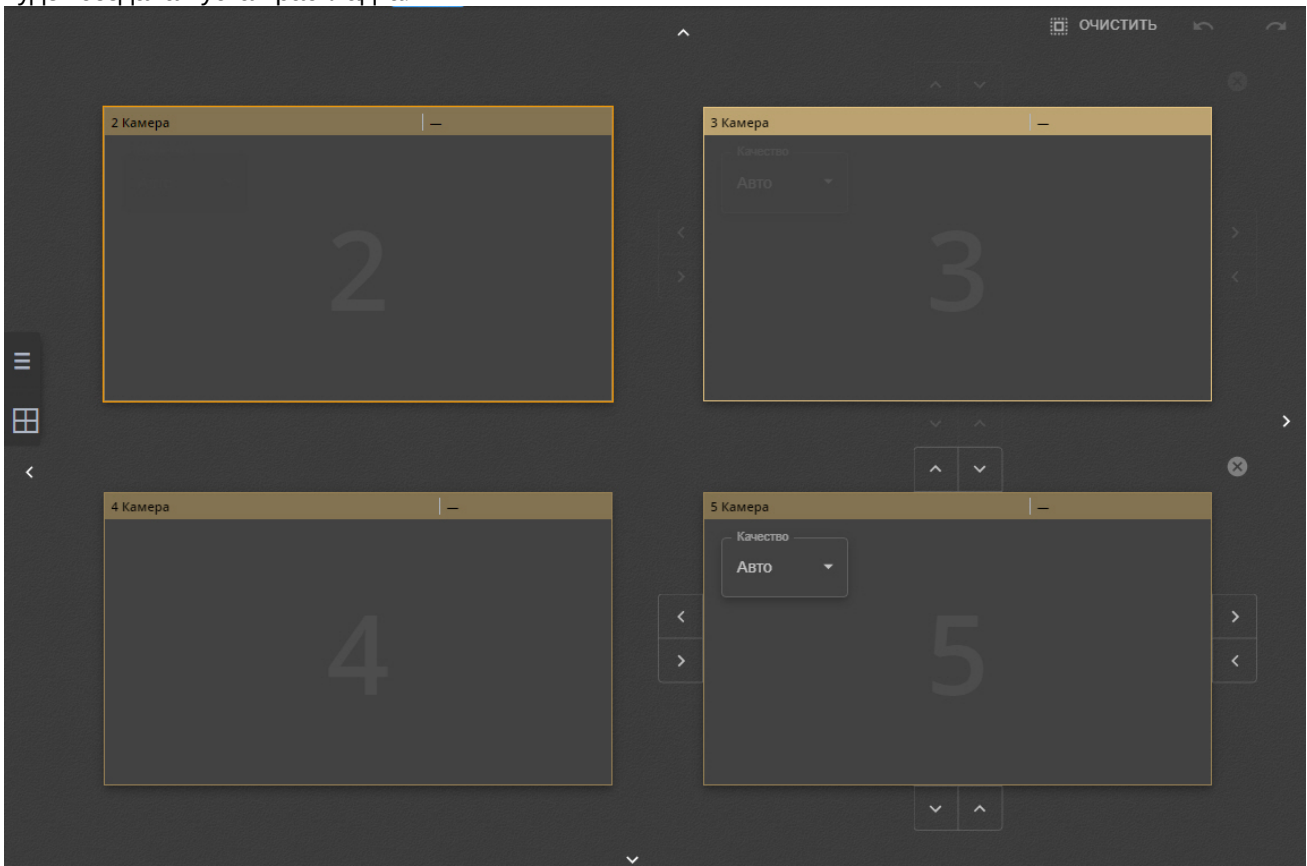 ОЧИСТИТЬ
2 Камера —
3 Камера —
Качество
Авто
2
3
4 Камера —
5 Камера —
Качество
Авто
4
5